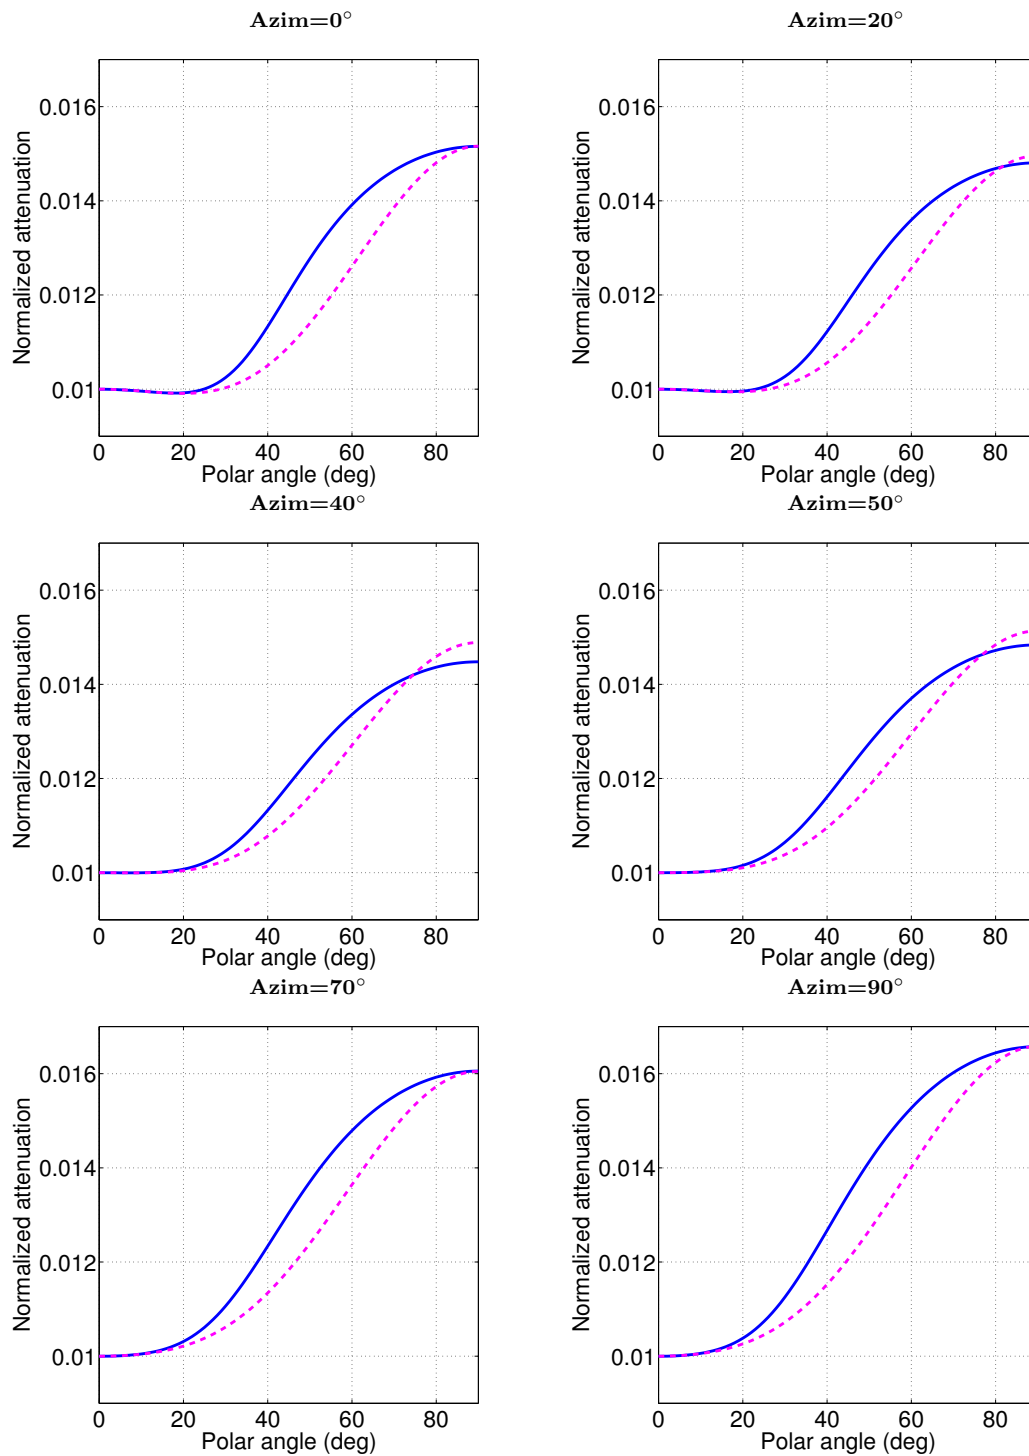 Azim=0°
Normalized attenuation
0.016
0.014
0.012
0.01
0 20 40 60 80
Polar angle (deg)
Azim=20°
Normalized attenuation
0.016
0.014
0.012
0.01
0 20 40 60 80
Polar angle (deg)
Azim=40°
Normalized attenuation
0.016
0.014
0.012
0.01
0 20 40 60 80
Polar angle (deg)
Azim=50°
Normalized attenuation
0.016
0.014
0.012
0.01
0 20 40 60 80
Polar angle (deg)
Azim=70°
Normalized attenuation
0.016
0.014
0.012
0.01
0 20 40 60 80
Polar angle (deg)
Azim=90°
Normalized attenuation
0.016
0.014
0.012
0.01
0 20 40 60 80
Polar angle (deg)